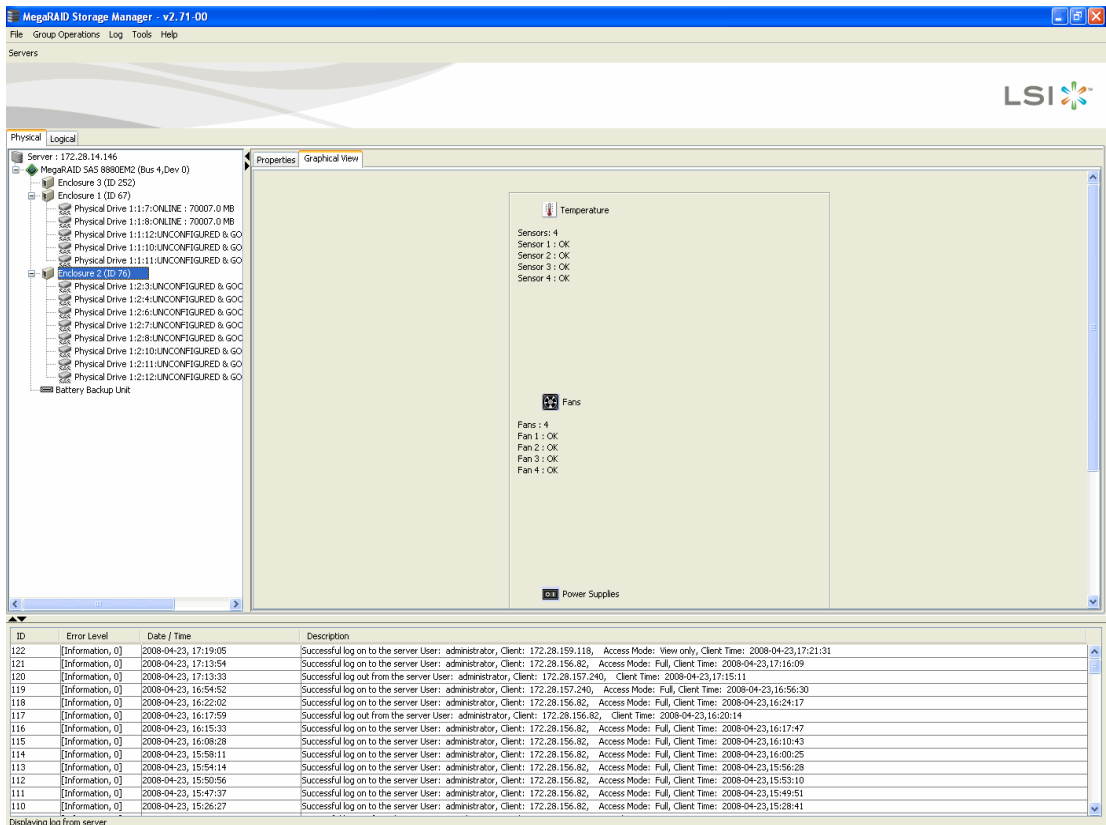 MegaRAID Storage Manager - v2.71-00
File Group Operations Log Tools Help
Servers
LSI
Physical Logical
Server : 172.28.14.146
MegaRAID SAS 8880EM2 (Bus 4,Dev 0)
Enclosure 3 (ID 252)
Enclosure 1 (ID 67)
Physical Drive 1:1:7:ONLINE : 70007.0 MB
Physical Drive 1:1:8:ONLINE : 70007.0 MB
Physical Drive 1:1:12:UNCONFIGURED & GO
Physical Drive 1:1:10:UNCONFIGURED & GO
Physical Drive 1:1:11:UNCONFIGURED & GO
Enclosure 2 (ID 76)
Physical Drive 1:2:3:UNCONFIGURED & GOO
Physical Drive 1:2:4:UNCONFIGURED & GOO
Physical Drive 1:2:6:UNCONFIGURED & GOO
Physical Drive 1:2:7:UNCONFIGURED & GOO
Physical Drive 1:2:8:UNCONFIGURED & GOO
Physical Drive 1:2:10:UNCONFIGURED & GO
Physical Drive 1:2:11:UNCONFIGURED & GO
Physical Drive 1:2:12:UNCONFIGURED & GO
Battery Backup Unit
Properties Graphical View
Temperature
Sensors: 4
Sensor 1 : OK
Sensor 2 : OK
Sensor 3 : OK
Sensor 4 : OK
Fans
Fans : 4
Fan 1 : OK
Fan 2 : OK
Fan 3 : OK
Fan 4 : OK
Power Supplies
ID Error Level Date / Time Description
122 [Information, 0] 2008-04-23, 17:19:05 Successful log on to the server User: administrator, Client: 172.28.159.118, Access Mode: View only, Client Time: 2008-04-23,17:21:31
121 [Information, 0] 2008-04-23, 17:13:54 Successful log on to the server User: administrator, Client: 172.28.156.82, Access Mode: Full, Client Time: 2008-04-23,17:16:09
120 [Information, 0] 2008-04-23, 17:13:33 Successful log out from the server User: administrator, Client: 172.28.157.240, Client Time: 2008-04-23,17:15:11
119 [Information, 0] 2008-04-23, 16:54:52 Successful log on to the server User: administrator, Client: 172.28.157.240, Access Mode: Full, Client Time: 2008-04-23,16:56:30
118 [Information, 0] 2008-04-23, 16:22:02 Successful log on to the server User: administrator, Client: 172.28.156.82, Access Mode: Full, Client Time: 2008-04-23,16:24:17
117 [Information, 0] 2008-04-23, 16:17:59 Successful log out from the server User: administrator, Client: 172.28.156.82, Client Time: 2008-04-23,16:20:14
116 [Information, 0] 2008-04-23, 16:15:33 Successful log on to the server User: administrator, Client: 172.28.156.82, Access Mode: Full, Client Time: 2008-04-23,16:17:47
115 [Information, 0] 2008-04-23, 16:08:28 Successful log on to the server User: administrator, Client: 172.28.156.82, Access Mode: Full, Client Time: 2008-04-23,16:10:43
114 [Information, 0] 2008-04-23, 15:58:11 Successful log on to the server User: administrator, Client: 172.28.156.82, Access Mode: Full, Client Time: 2008-04-23,16:00:25
113 [Information, 0] 2008-04-23, 15:54:14 Successful log on to the server User: administrator, Client: 172.28.156.82, Access Mode: Full, Client Time: 2008-04-23,15:56:28
112 [Information, 0] 2008-04-23, 15:50:56 Successful log on to the server User: administrator, Client: 172.28.156.82, Access Mode: Full, Client Time: 2008-04-23,15:53:10
111 [Information, 0] 2008-04-23, 15:47:37 Successful log on to the server User: administrator, Client: 172.28.156.82, Access Mode: Full, Client Time: 2008-04-23,15:49:51
110 [Information, 0] 2008-04-23, 15:26:27 Successful log on to the server User: administrator, Client: 172.28.156.82, Access Mode: Full, Client Time: 2008-04-23,15:28:41
Displaying log from server